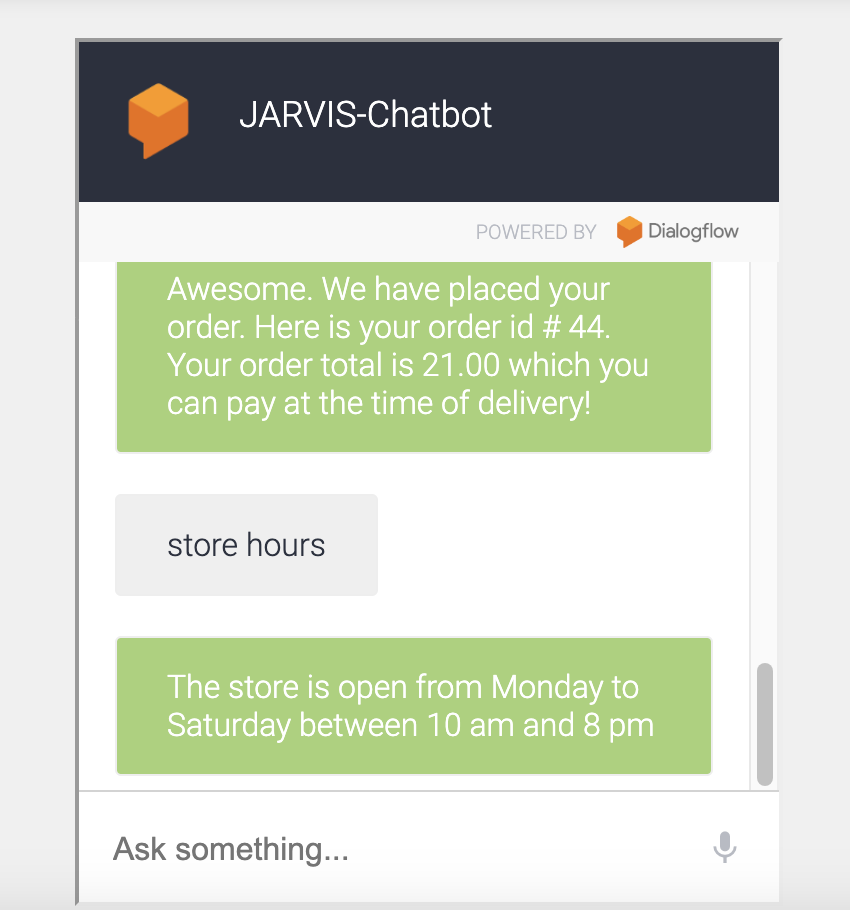 JARVIS-Chatbot
POWERED BY Dialogflow
Awesome. We have placed your
order. Here is your order id # 44.
Your order total is 21.00 which you
can pay at the time of delivery!
store hours
The store is open from Monday to
Saturday between 10 am and 8 pm
Ask something...